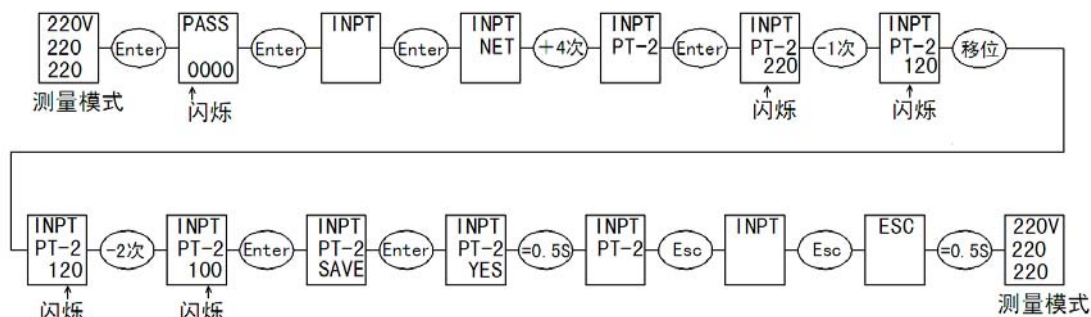 220V
220
220
测量模式
Enter
PASS
0000
闪烁
Enter
INPT
Enter
INPT
NET
+4次
INPT
PT-2
Enter
INPT
PT-2
220
闪烁
-1次
INPT
PT-2
120
闪烁
移位
INPT
PT-2
120
闪烁
-2次
INPT
PT-2
100
闪烁
Enter
INPT
PT-2
SAVE
Enter
INPT
PT-2
YES
=0.5S
INPT
PT-2
Esc
INPT
Esc
ESC
=0.5S
220V
220
220
测量模式